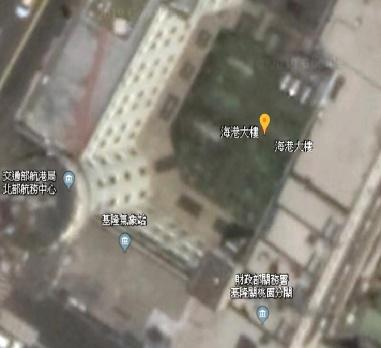 海港大樓
海港大樓
交通部航港局
北部航務中心
基隆氣象站
財政部關務署
基隆關桃園分關